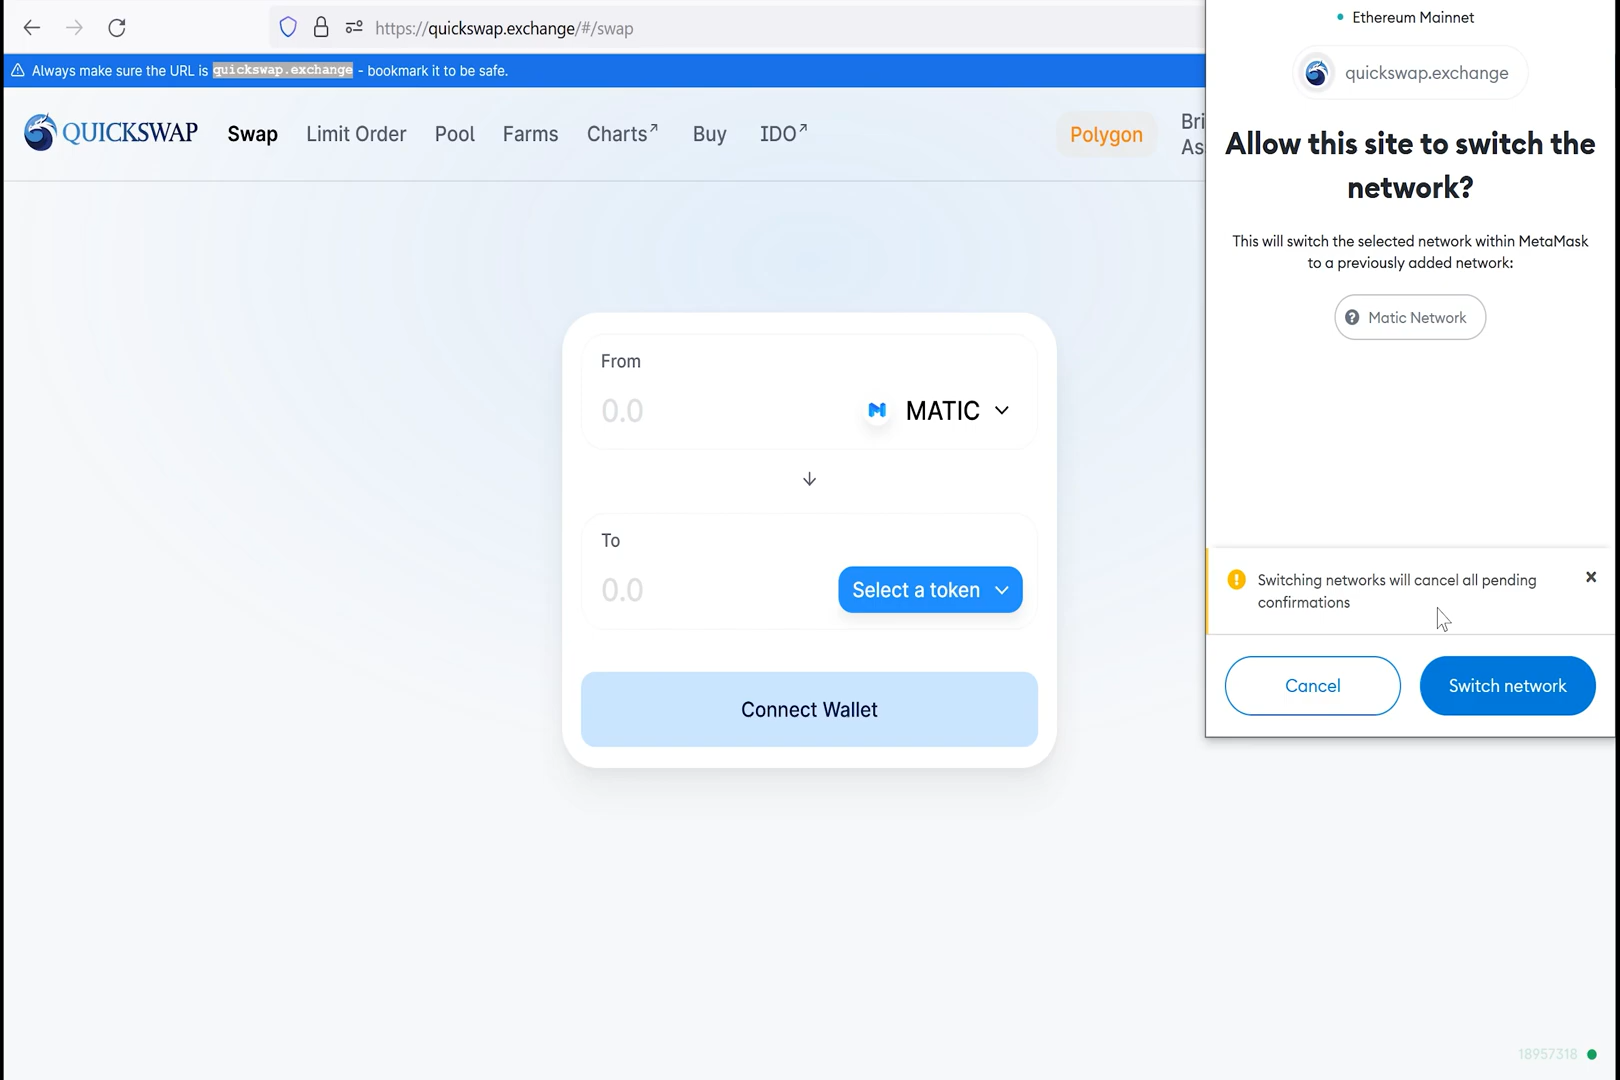 https://quickswap.exchange/#/swap
Always make sure the URL is quickswap.exchange - bookmark it to be safe.
QUICKSWAP
Swap
Limit Order
Pool
Farms
Charts↗
Buy
IDO↗
Polygon
Bri
As
From
0.0
MATIC
To
0.0
Select a token
Connect Wallet
Ethereum Mainnet
quickswap.exchange
Allow this site to switch the
network?
This will switch the selected network within MetaMask
to a previously added network:
Matic Network
Switching networks will cancel all pending
confirmations
Cancel
Switch network
18957318